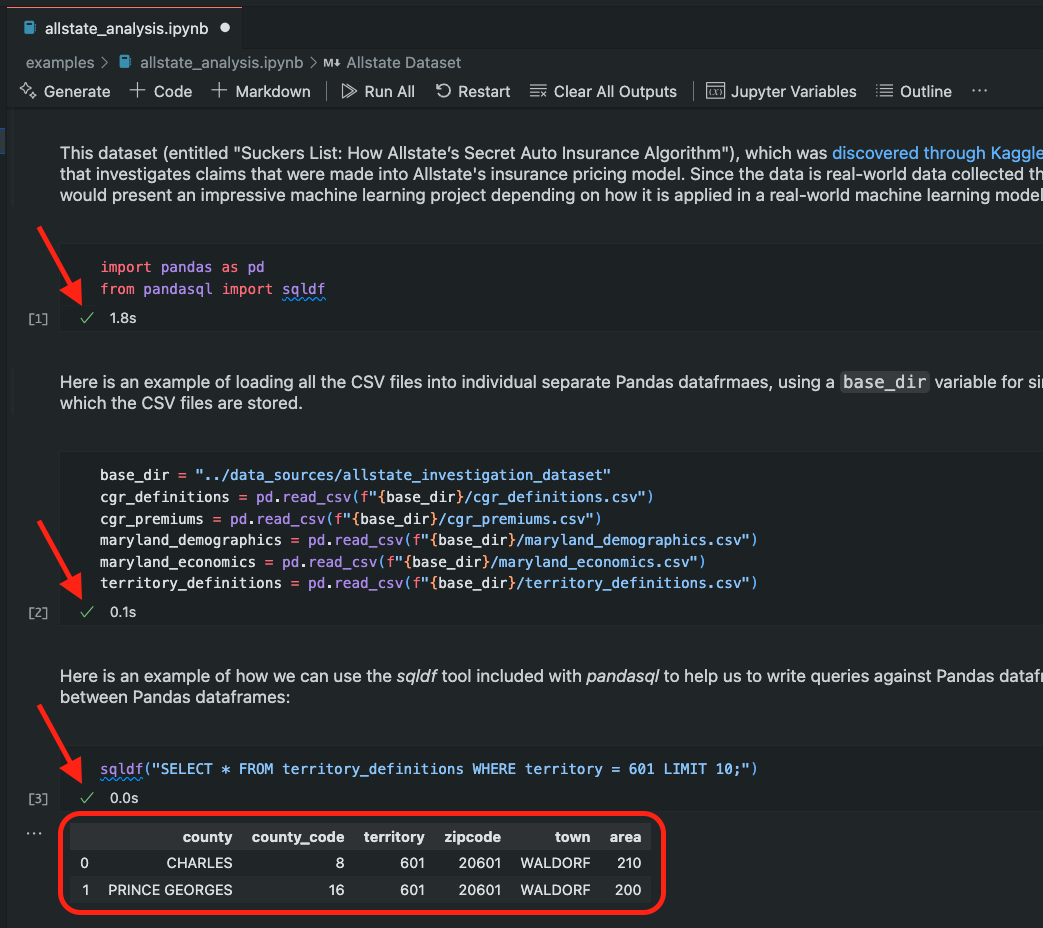 allstate_analysis.ipynb
examples > allstate_analysis.ipynb > M↓ Allstate Dataset
Generate + Code + Markdown | Run All Restart Clear All Outputs | (x) Jupyter Variables Outline ...
This dataset (entitled "Suckers List: How Allstate’s Secret Auto Insurance Algorithm"), which was discovered through Kaggle
that investigates claims that were made into Allstate's insurance pricing model. Since the data is real-world data collected th
would present an impressive machine learning project depending on how it is applied in a real-world machine learning model
import pandas as pd
from pandasql import sqldf
[1] ✓ 1.8s
Here is an example of loading all the CSV files into individual separate Pandas datafrmaes, using a base_dir variable for si
which the CSV files are stored.
base_dir = "../data_sources/allstate_investigation_dataset"
cgr_definitions = pd.read_csv(f"{base_dir}/cgr_definitions.csv")
cgr_premiums = pd.read_csv(f"{base_dir}/cgr_premiums.csv")
maryland_demographics = pd.read_csv(f"{base_dir}/maryland_demographics.csv")
maryland_economics = pd.read_csv(f"{base_dir}/maryland_economics.csv")
territory_definitions = pd.read_csv(f"{base_dir}/territory_definitions.csv")
[2] ✓ 0.1s
Here is an example of how we can use the sqldf tool included with pandasql to help us to write queries against Pandas dataf
between Pandas dataframes:
sqldf("SELECT * FROM territory_definitions WHERE territory = 601 LIMIT 10;")
[3] ✓ 0.0s
...
county county_code territory zipcode town area
0 CHARLES 8 601 20601 WALDORF 210
1 PRINCE GEORGES 16 601 20601 WALDORF 200